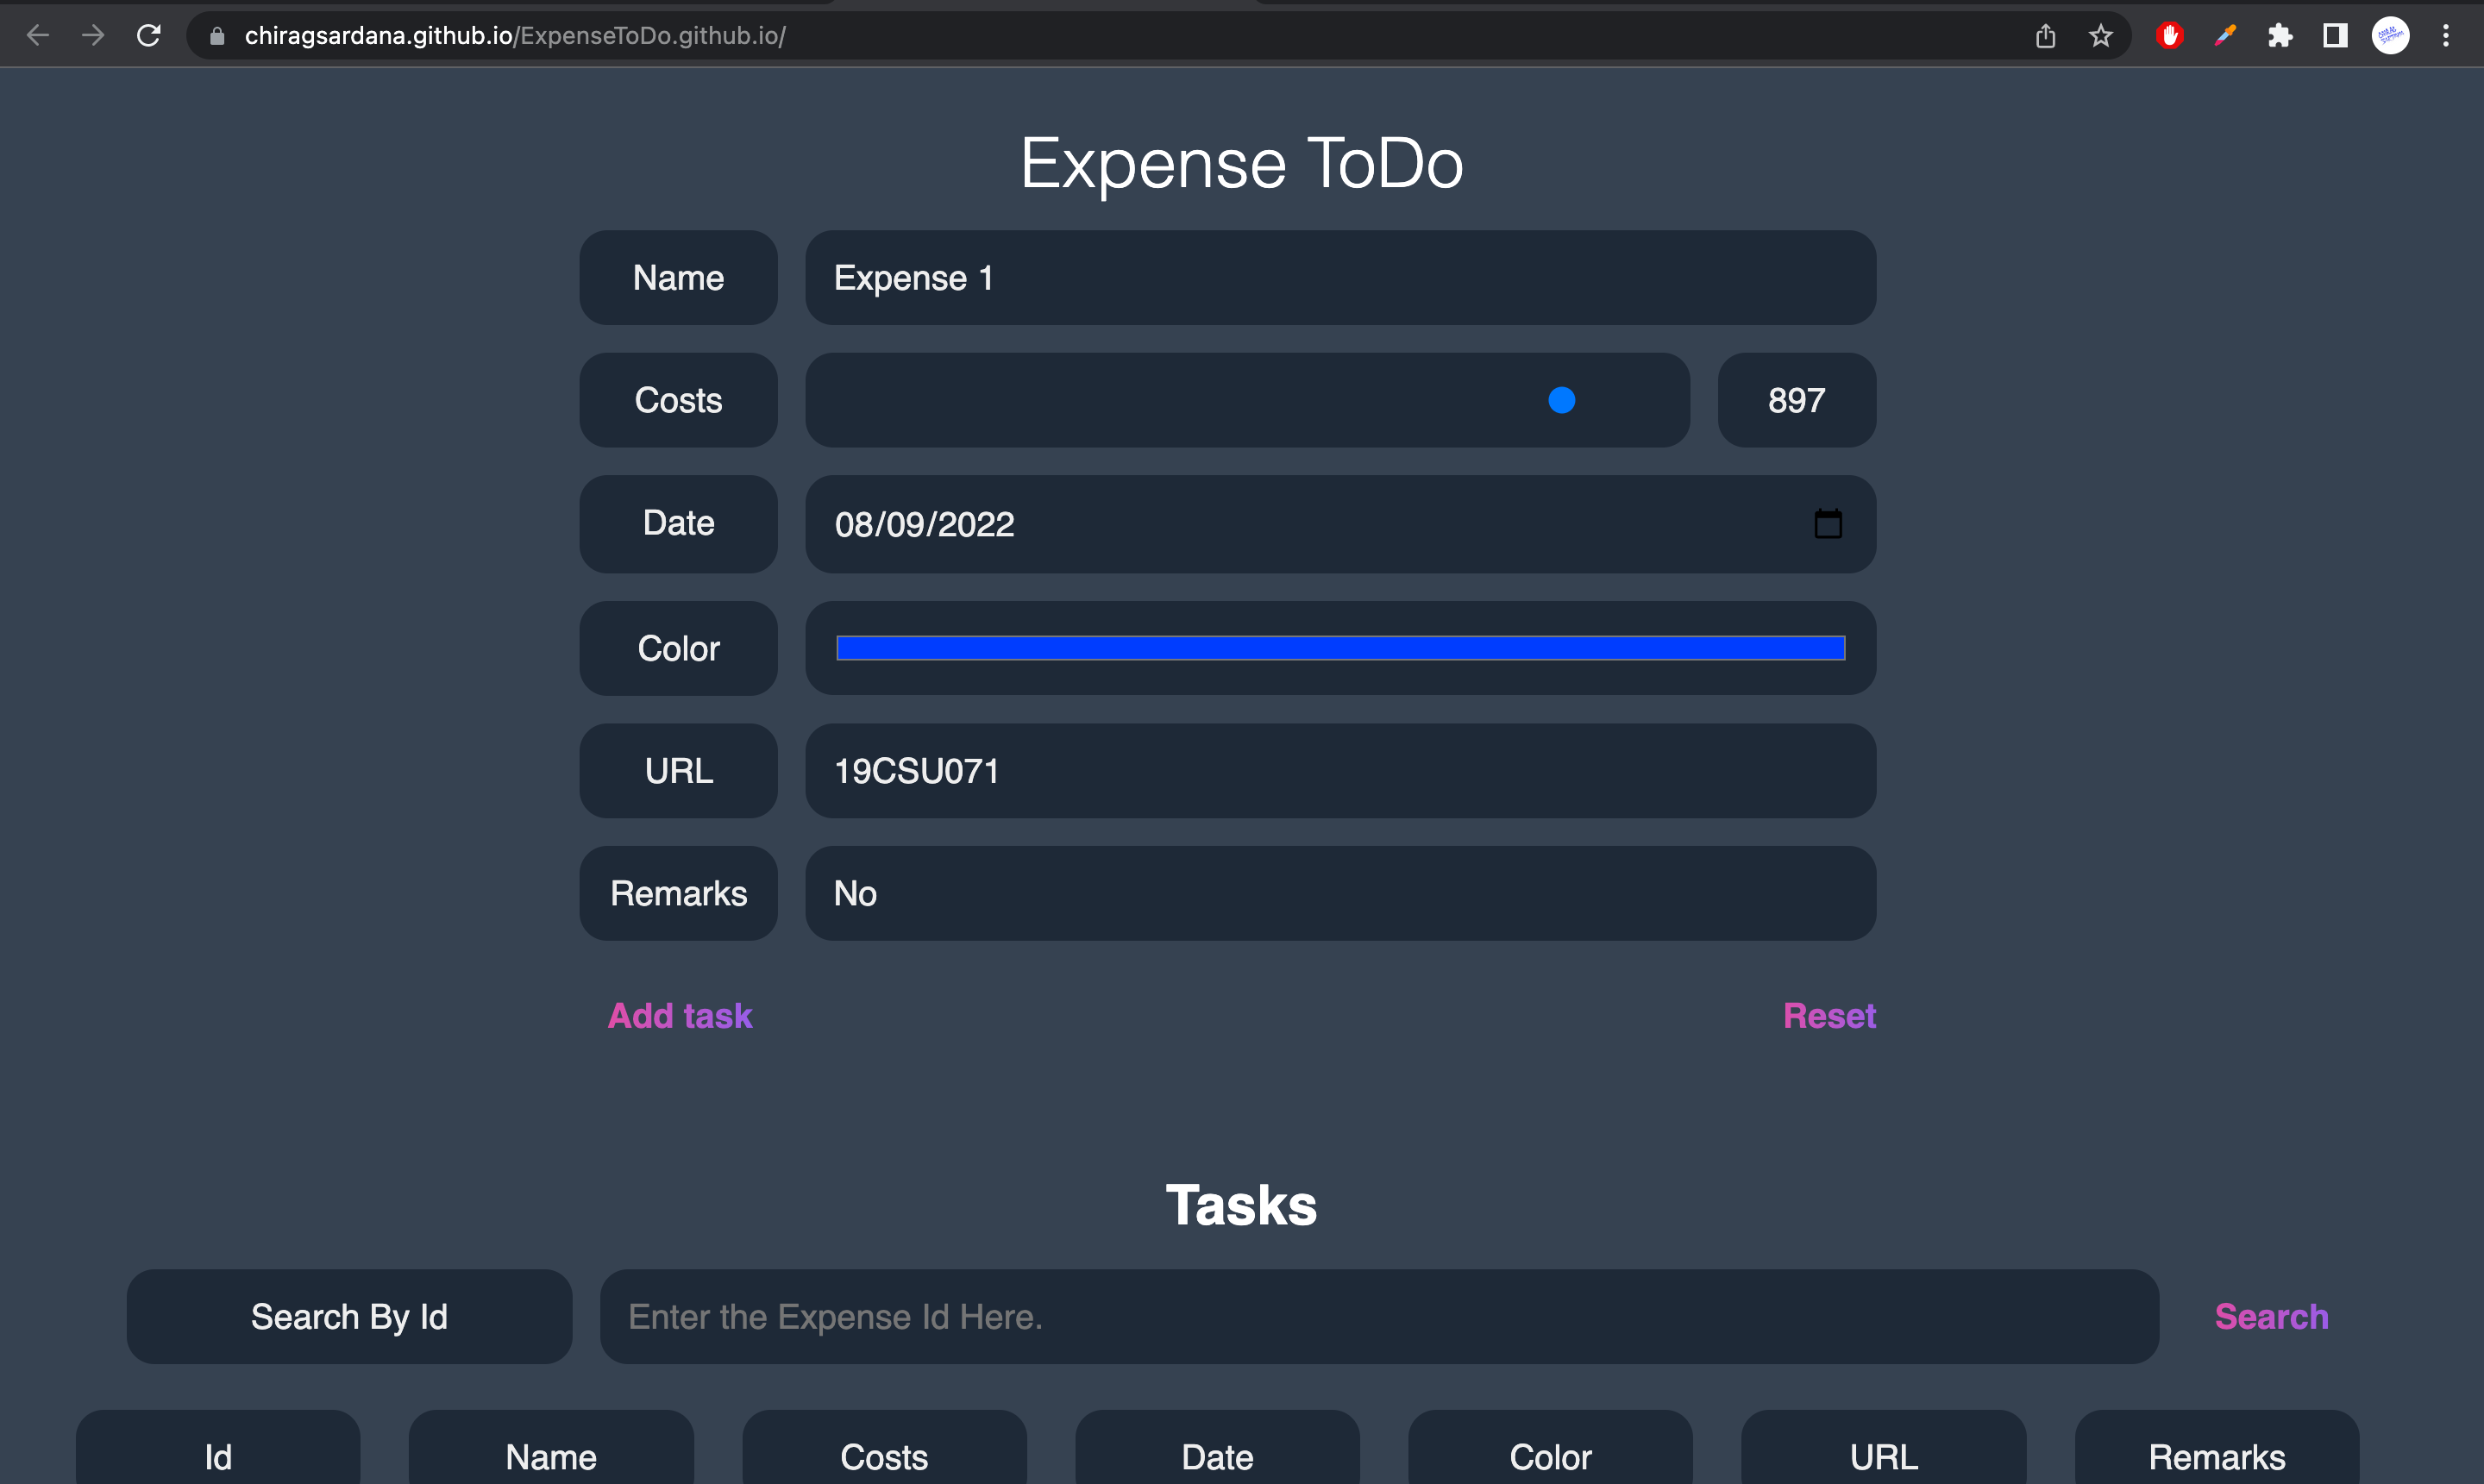 chiragsardana.github.io/ExpenseToDo.github.io/
Expense ToDo
Name Expense 1
Costs 897
Date 08/09/2022
Color
URL 19CSU071
Remarks No
Add task Reset
Tasks
Search By Id Enter the Expense Id Here. Search
Id Name Costs Date Color URL Remarks